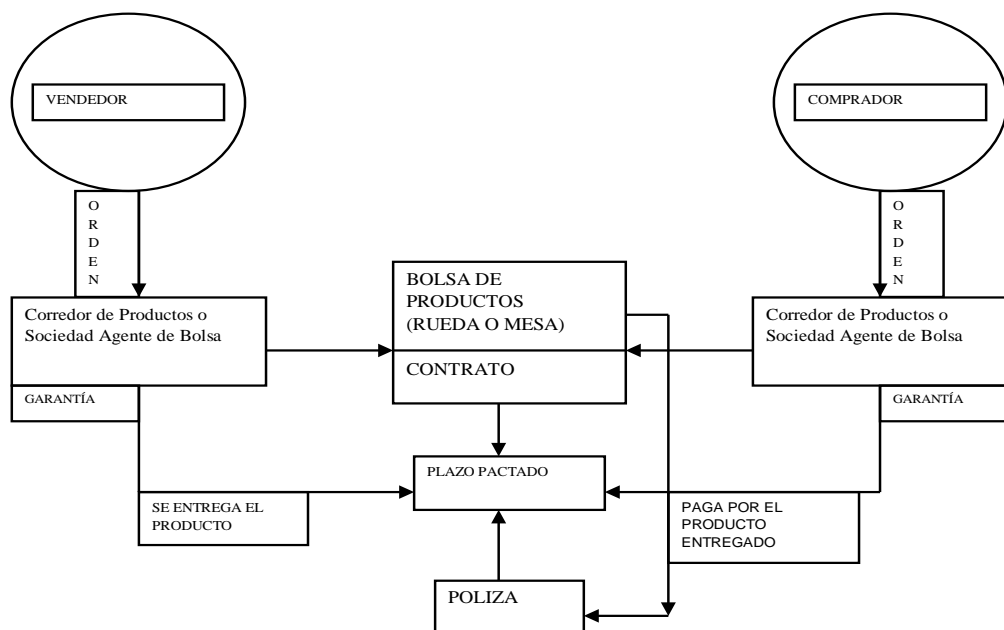 VENDEDOR
COMPRADOR
O
R
D
E
N
O
R
D
E
N
Corredor de Productos o
Sociedad Agente de Bolsa
BOLSA DE
PRODUCTOS
(RUEDA O MESA)
CONTRATO
Corredor de Productos o
Sociedad Agente de Bolsa
GARANTÍA
GARANTÍA
PLAZO PACTADO
SE ENTREGA EL
PRODUCTO
PAGA POR EL
PRODUCTO
ENTREGADO
POLIZA